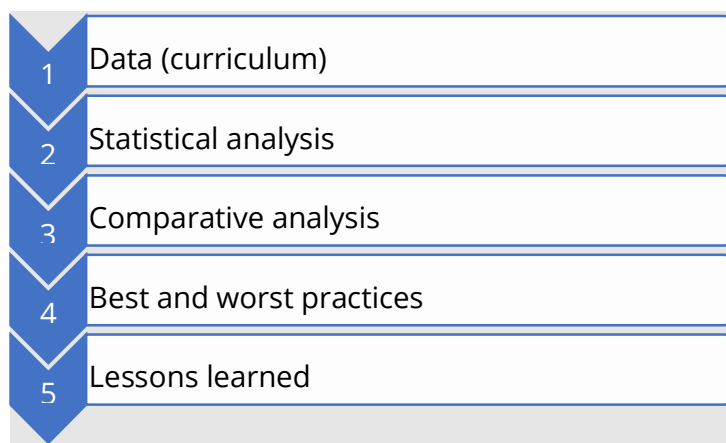 1 Data (curriculum)
2 Statistical analysis
3 Comparative analysis
4 Best and worst practices
5 Lessons learned